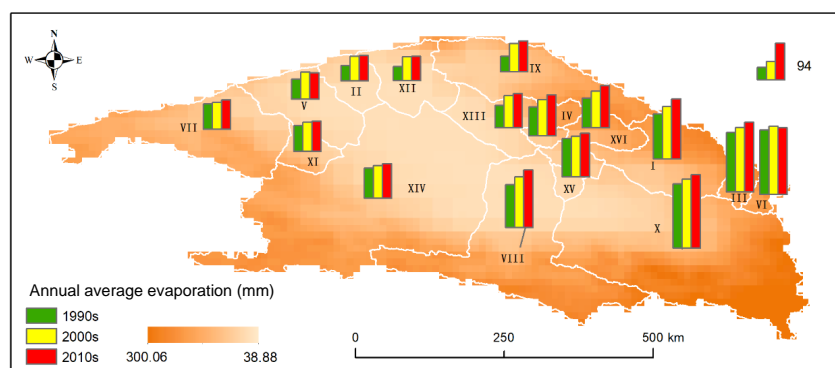 N
W E
S
94
IX
II
XII
V
VII
XIII
IV
XVI
XI
I
XIV
XV
III
VI
X
VIII
Annual average evaporation (mm)
1990s
2000s
2010s
300.06 38.88
0 250 500 km